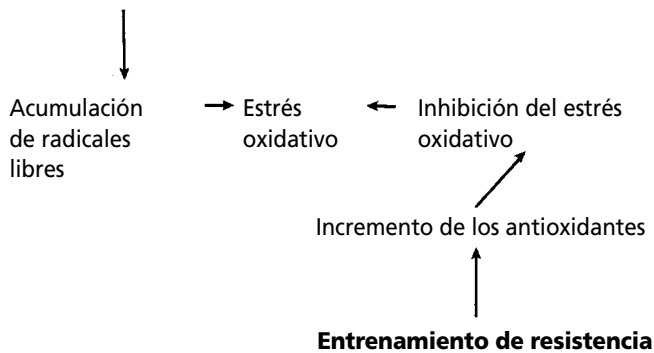 Acumulación
de radicales
libres
Estrés
oxidativo
Inhibición del estrés
oxidativo
Incremento de los antioxidantes
Entrenamiento de resistencia